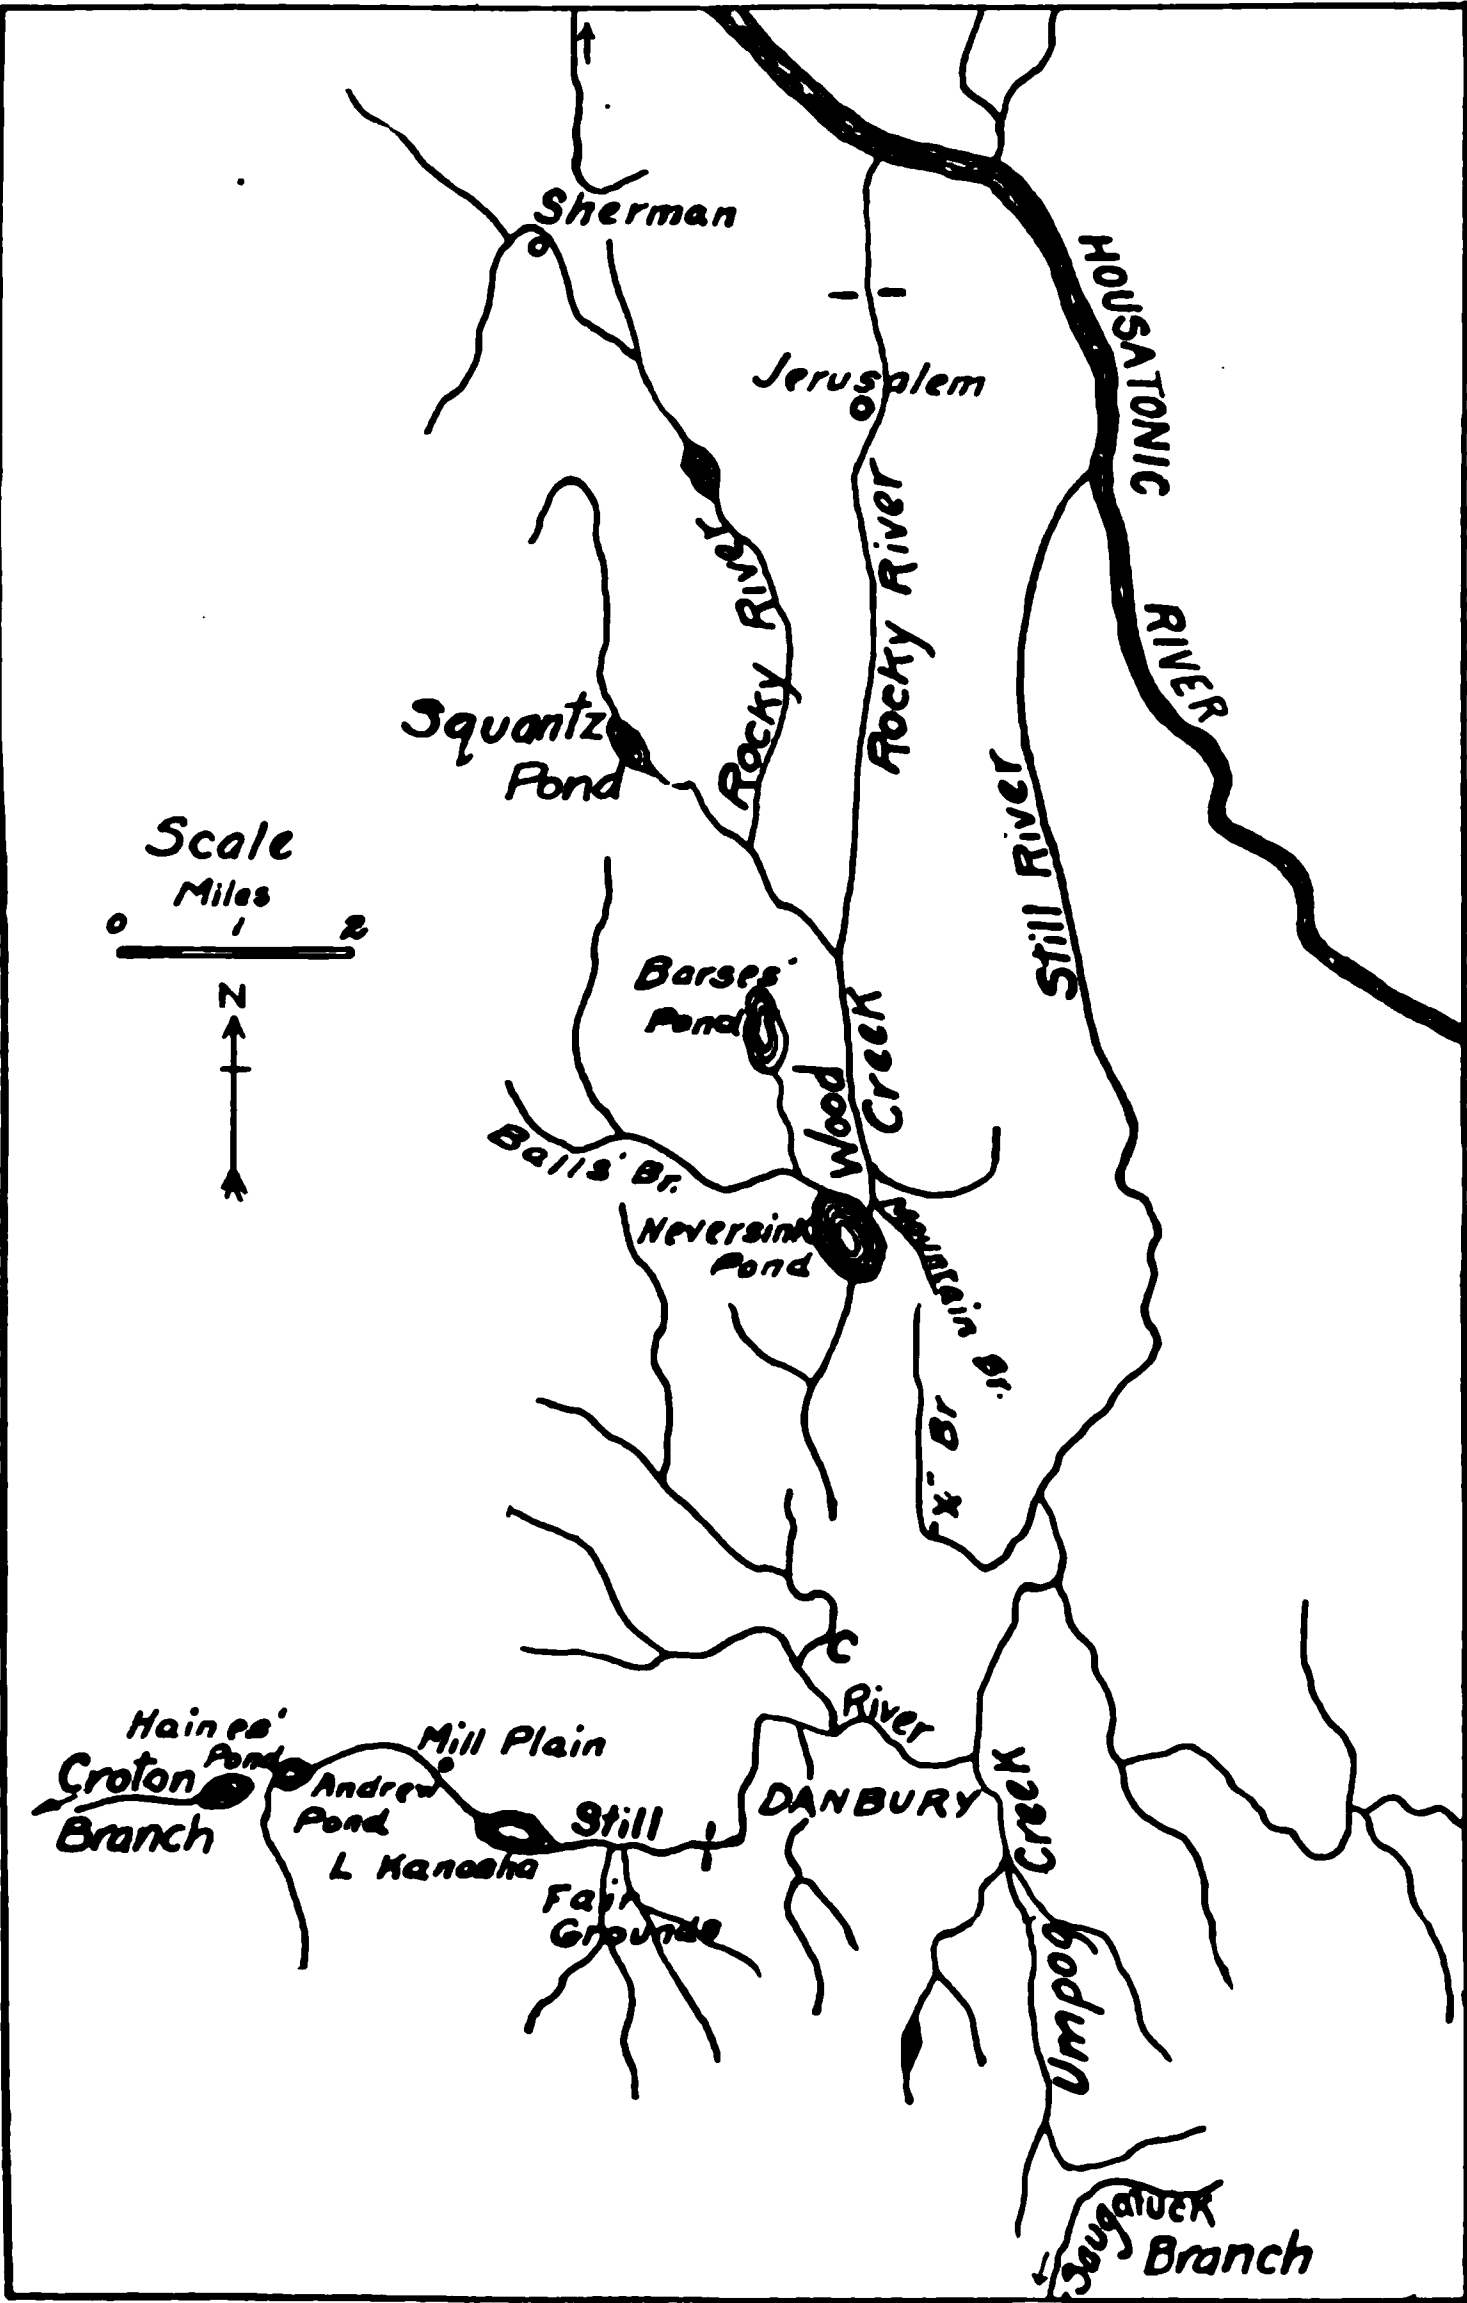 Sherman
HOUSATONIC
RIVER
Jerusalem
Rocky River
Rocky River
Squantz
Pond
Still River
Scale
Miles
0 1 2
N
Barses'
Pond
Wood
Creek
Balls' Br.
Neversink
Pond
Mountain Br.
"X" Br
C
River
Haines'
Pond
Mill Plain
Croton
Branch
Andrew
Pond
DANBURY
Still
L Kanosha
Fair
Grounds
Umpog
Creek
Saugatuck
Branch